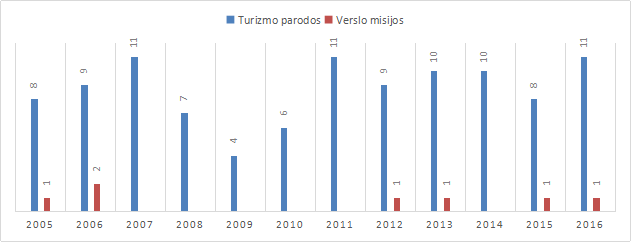 Turizmo parodos Verslo misijos
8 1 9 2 11 7 4 6 11 9 1 10 1 10 8 1 11 1
2005 2006 2007 2008 2009 2010 2011 2012 2013 2014 2015 2016